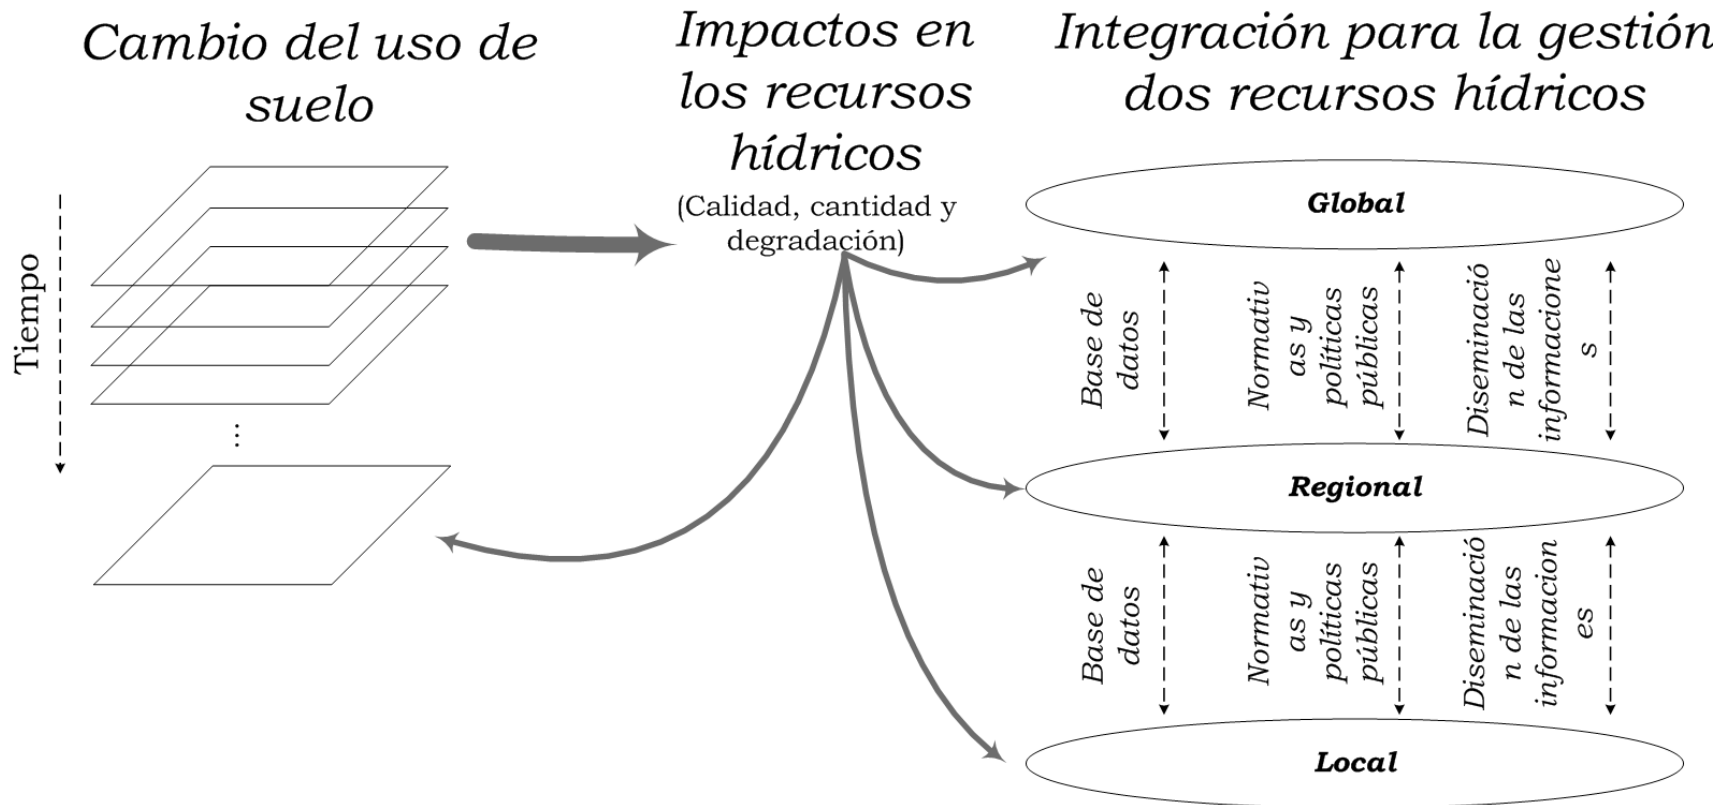 Cambio del uso de
suelo
Tiempo
⋮
Impactos en
los recursos
hídricos
(Calidad, cantidad y
degradación)
Integración para la gestión
dos recursos hídricos
Global
Base de
datos
Normativ
as y
políticas
públicas
Diseminació
n de las
informacione
s
Regional
Base de
datos
Normativ
as y
políticas
públicas
Diseminació
n de las
informacion
es
Local